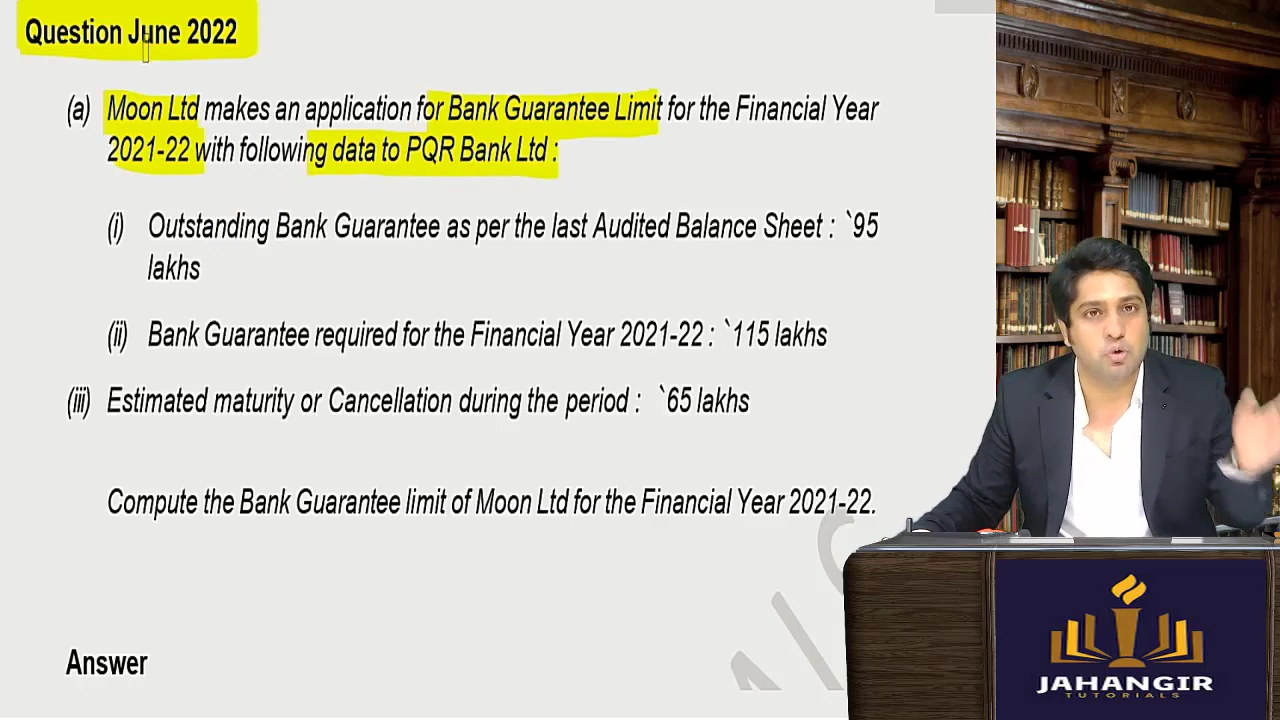 Question June 2022
(a) Moon Ltd makes an application for Bank Guarantee Limit for the Financial Year
2021-22 with following data to PQR Bank Ltd :
(i) Outstanding Bank Guarantee as per the last Audited Balance Sheet : `95
lakhs
(ii) Bank Guarantee required for the Financial Year 2021-22 : `115 lakhs
(iii) Estimated maturity or Cancellation during the period : `65 lakhs
Compute the Bank Guarantee limit of Moon Ltd for the Financial Year 2021-22.
Answer
JAHANGIR
TUTORIALS